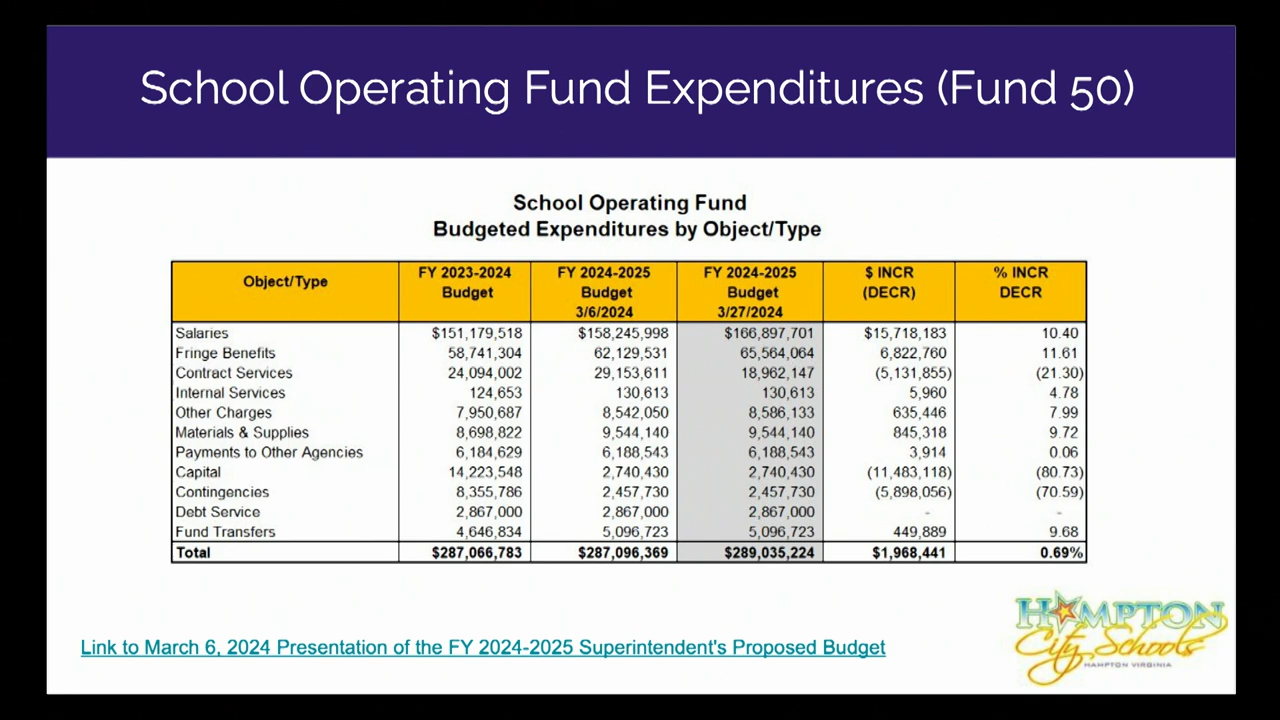 School Operating Fund Expenditures (Fund 50)
School Operating Fund
Budgeted Expenditures by Object/Type
Object/Type FY 2023-2024 Budget FY 2024-2025 Budget 3/6/2024 FY 2024-2025 Budget 3/27/2024 $ INCR (DECR) % INCR DECR
Salaries $151,179,518 $158,245,998 $166,897,701 $15,718,183 10.40
Fringe Benefits 58,741,304 62,129,531 65,564,064 6,822,760 11.61
Contract Services 24,094,002 29,153,611 18,962,147 (5,131,855) (21.30)
Internal Services 124,653 130,613 130,613 5,960 4.78
Other Charges 7,950,687 8,542,050 8,586,133 635,446 7.99
Materials & Supplies 8,698,822 9,544,140 9,544,140 845,318 9.72
Payments to Other Agencies 6,184,629 6,188,543 6,188,543 3,914 0.06
Capital 14,223,548 2,740,430 2,740,430 (11,483,118) (80.73)
Contingencies 8,355,786 2,457,730 2,457,730 (5,898,056) (70.59)
Debt Service 2,867,000 2,867,000 2,867,000 - -
Fund Transfers 4,646,834 5,096,723 5,096,723 449,889 9.68
Total $287,066,783 $287,096,369 $289,035,224 $1,968,441 0.69%
Link to March 6, 2024 Presentation of the FY 2024-2025 Superintendent's Proposed Budget
HAMPTON
City Schools
HAMPTON VIRGINIA